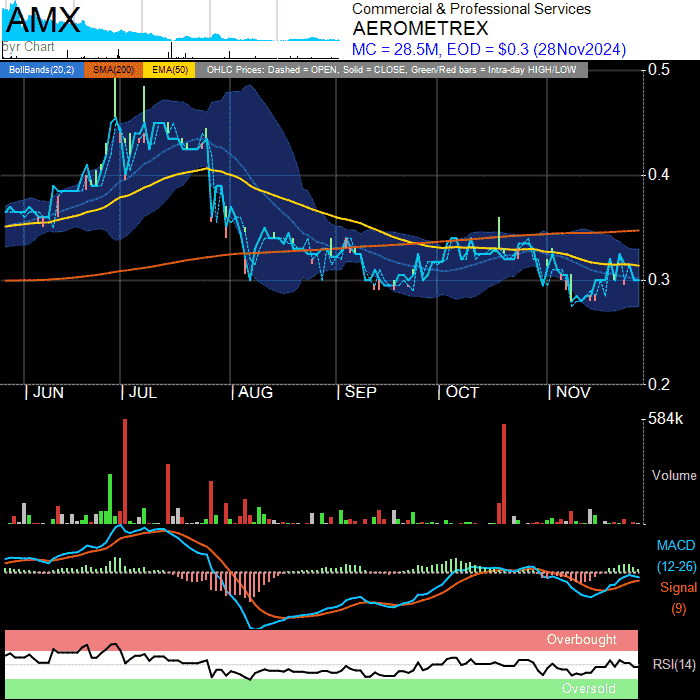 AMX
5yr Chart
Commercial & Professional Services
AEROMETREX
MC = 28.5M, EOD = $0.3 (28Nov2024)
BollBands(20,2) SMA(200) EMA(50) OHLC Prices: Dashed = OPEN, Solid = CLOSE, Green/Red bars = Intra-day HIGH/LOW
0.5
0.4
0.3
0.2
JUN JUL AUG SEP OCT NOV
584k
Volume
MACD
(12-26)
Signal
(9)
Overbought
RSI(14)
Oversold